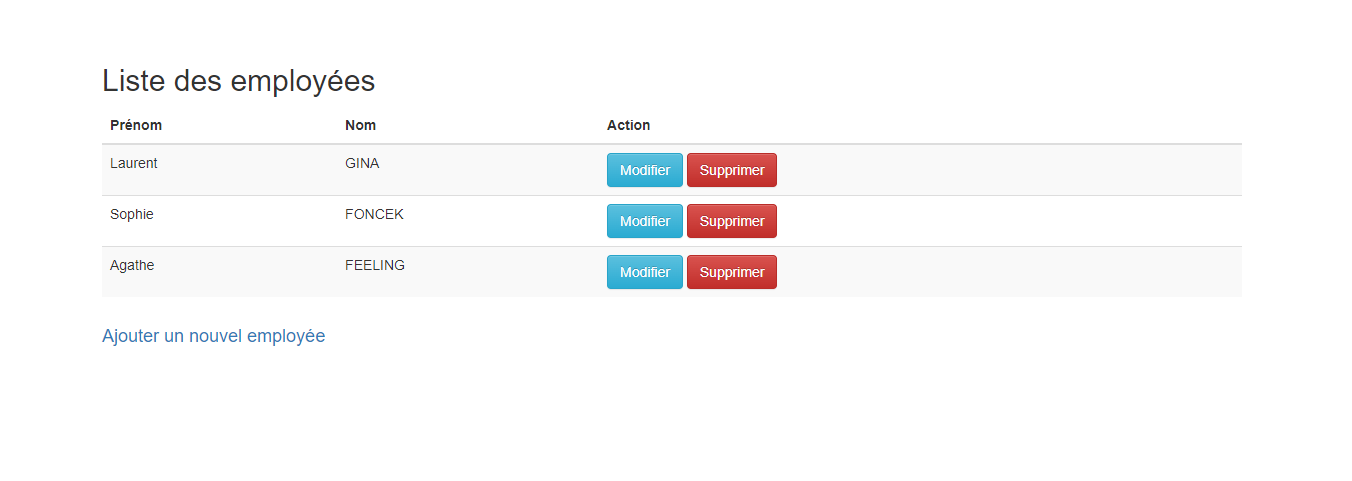 Liste des employées
Prénom Nom Action
Laurent GINA Modifier Supprimer
Sophie FONCEK Modifier Supprimer
Agathe FEELING Modifier Supprimer
Ajouter un nouvel employée